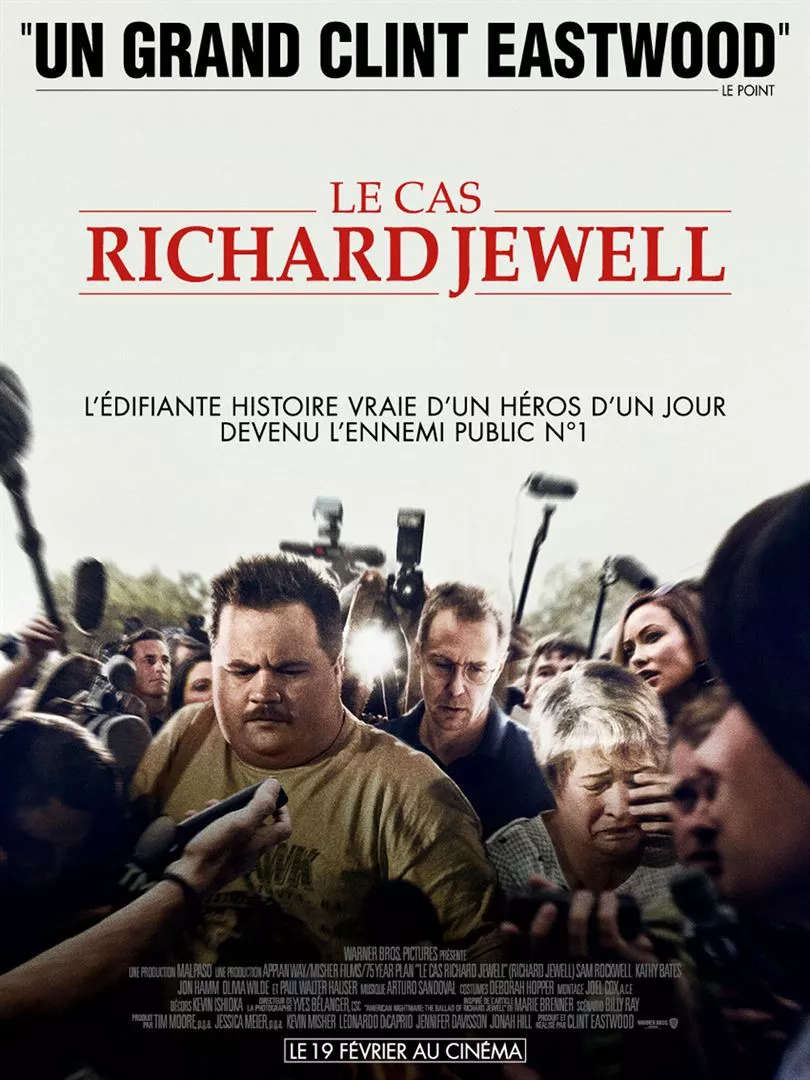 "UN GRAND CLINT EASTWOOD"
LE POINT
LE CAS
RICHARD JEWELL
L'ÉDIFIANTE HISTOIRE VRAIE D'UN HÉROS D'UN JOUR
DEVENU L'ENNEMI PUBLIC N°1
WARNER BROS. PICTURES PRÉSENTE
UNE PRODUCTION MALPASO UNE PRODUCTION APPIAN WAY/MISHER FILMS/75 YEAR PLAN "LE CAS RICHARD JEWELL" (RICHARD JEWELL) SAM ROCKWELL KATHY BATES
JON HAMM OLIVIA WILDE ET PAUL WALTER HAUSER MUSIQUE ARTURO SANDOVAL COSTUMES DEBORAH HOPPER MONTAGE JOEL COX, A.C.E
DÉCORS KEVIN ISHIOKA DIRECTEUR DE LA PHOTOGRAPHIE YVES BÉLANGER, CSC INSPIRÉ DE L'ARTICLE "AMERICAN NIGHTMARE: THE BALLAD OF RICHARD JEWELL" DE MARIE BRENNER SCÉNARIO BILLY RAY
PRODUIT PAR TIM MOORE, p.g.a. JESSICA MEIER, p.g.a. KEVIN MISHER LEONARDO DiCAPRIO JENNIFER DAVISSON JONAH HILL PRODUIT ET RÉALISÉ PAR CLINT EASTWOOD WARNER BROS.
LE 19 FÉVRIER AU CINÉMA